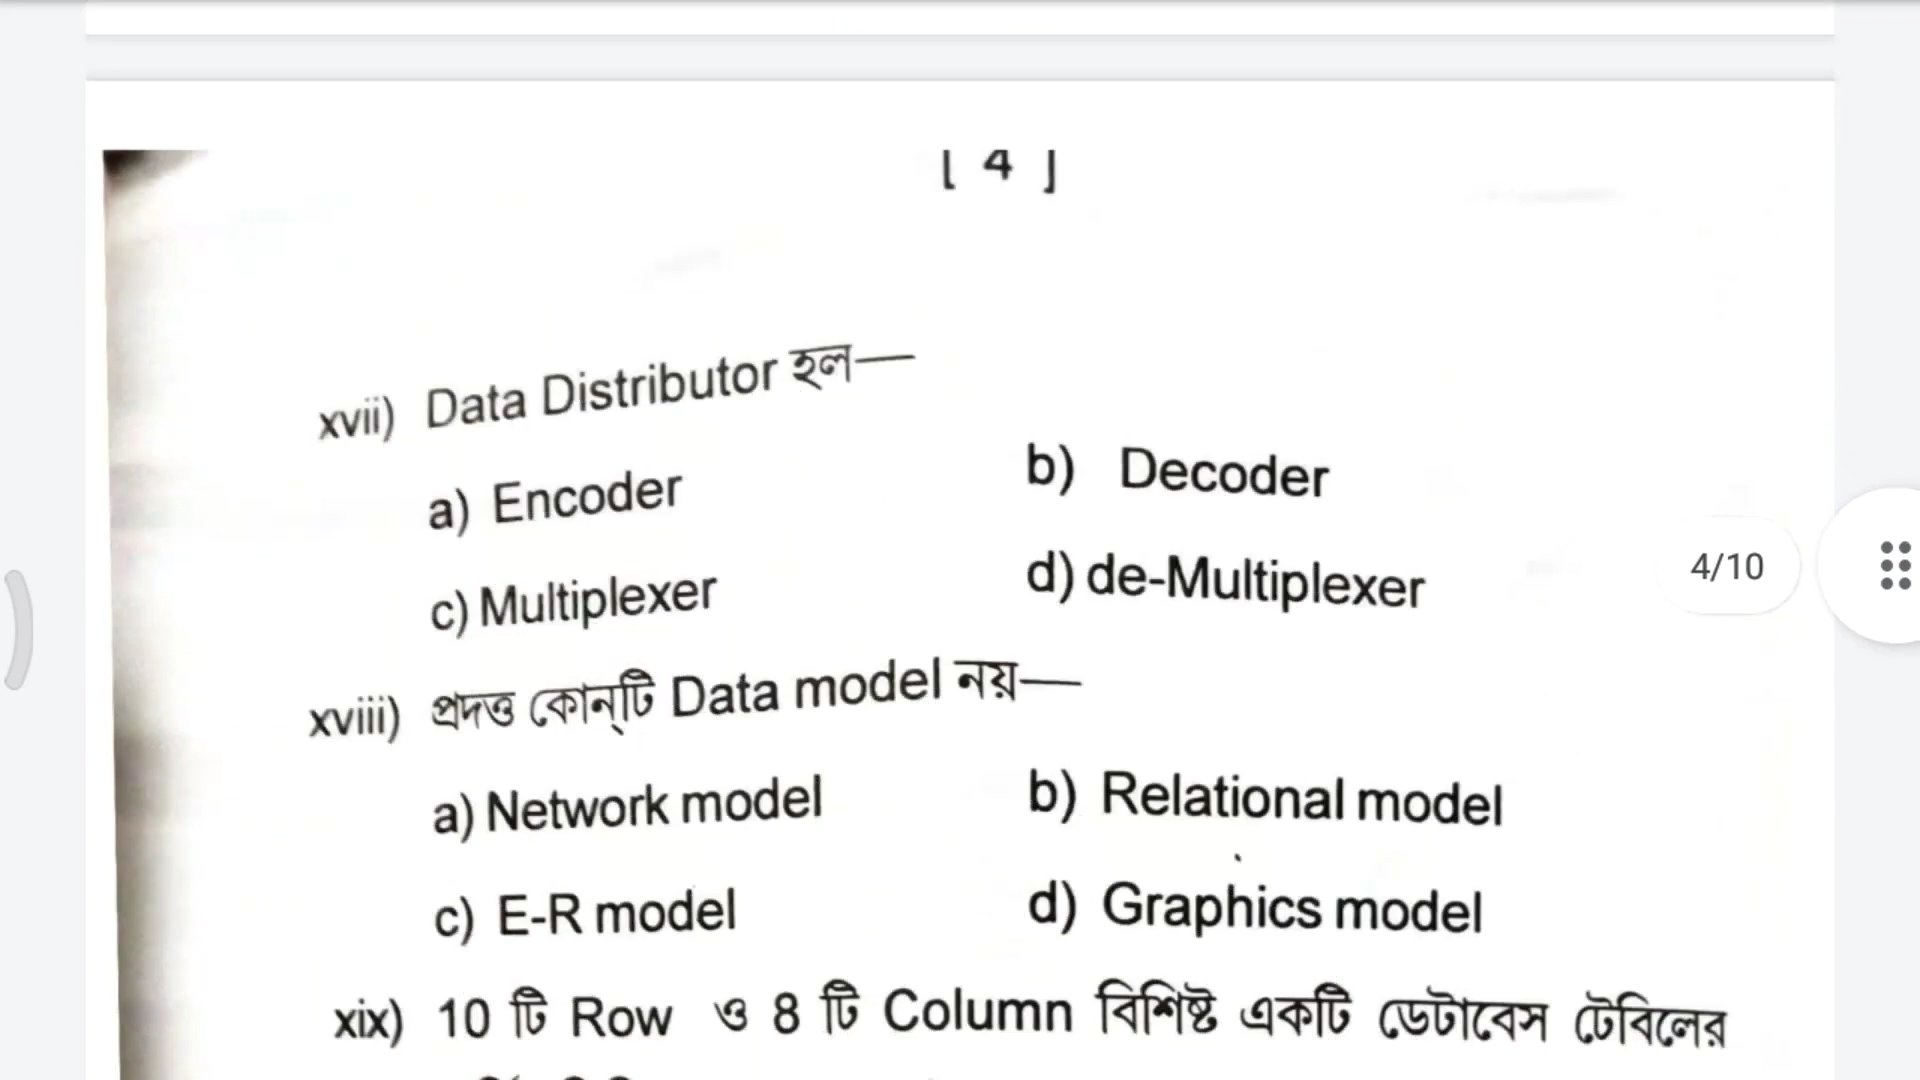 [ 4 ]
xvii) Data Distributor হল—
a) Encoder
b) Decoder
c) Multiplexer
d) de-Multiplexer
4/10
xviii) প্রদত্ত কোন্‌টি Data model নয়—
a) Network model
b) Relational model
c) E-R model
d) Graphics model
xix) 10 টি Row ও 8 টি Column বিশিষ্ট একটি ডেটাবেস টেবিলের